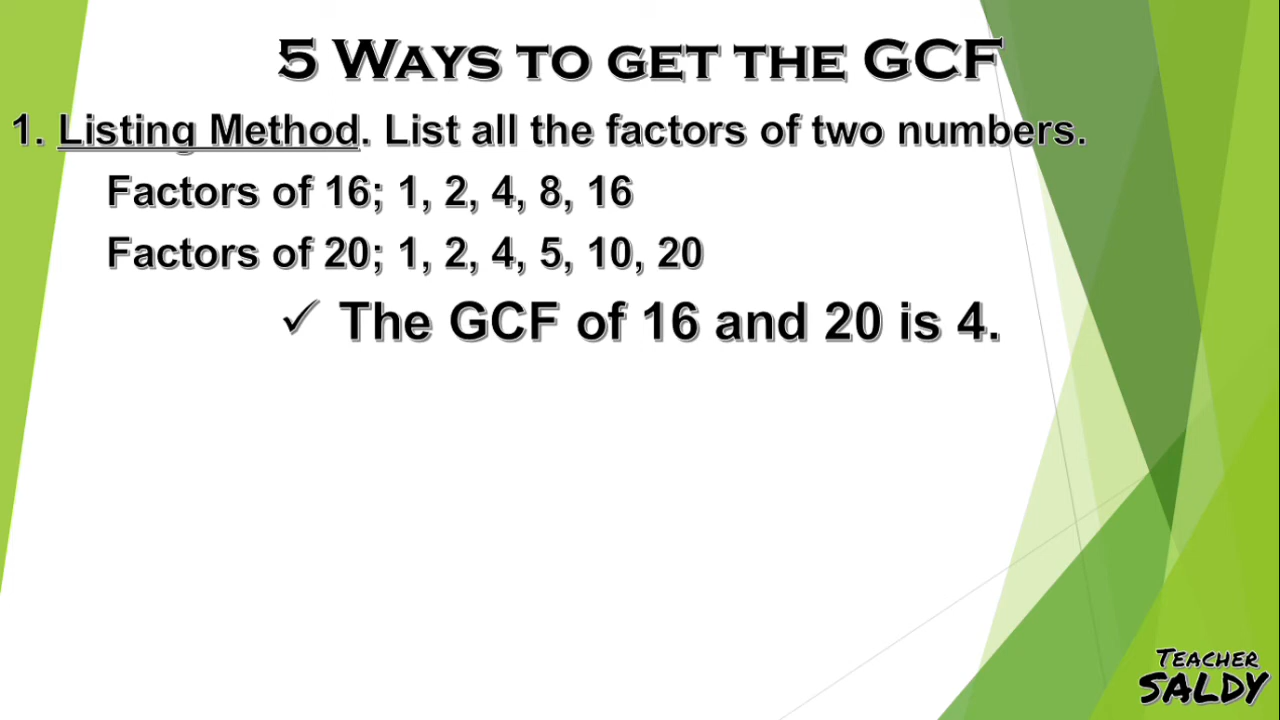 5 WAYS TO GET THE GCF
1. Listing Method. List all the factors of two numbers.
Factors of 16; 1, 2, 4, 8, 16
Factors of 20; 1, 2, 4, 5, 10, 20
✓ The GCF of 16 and 20 is 4.
TEACHER
SALDY